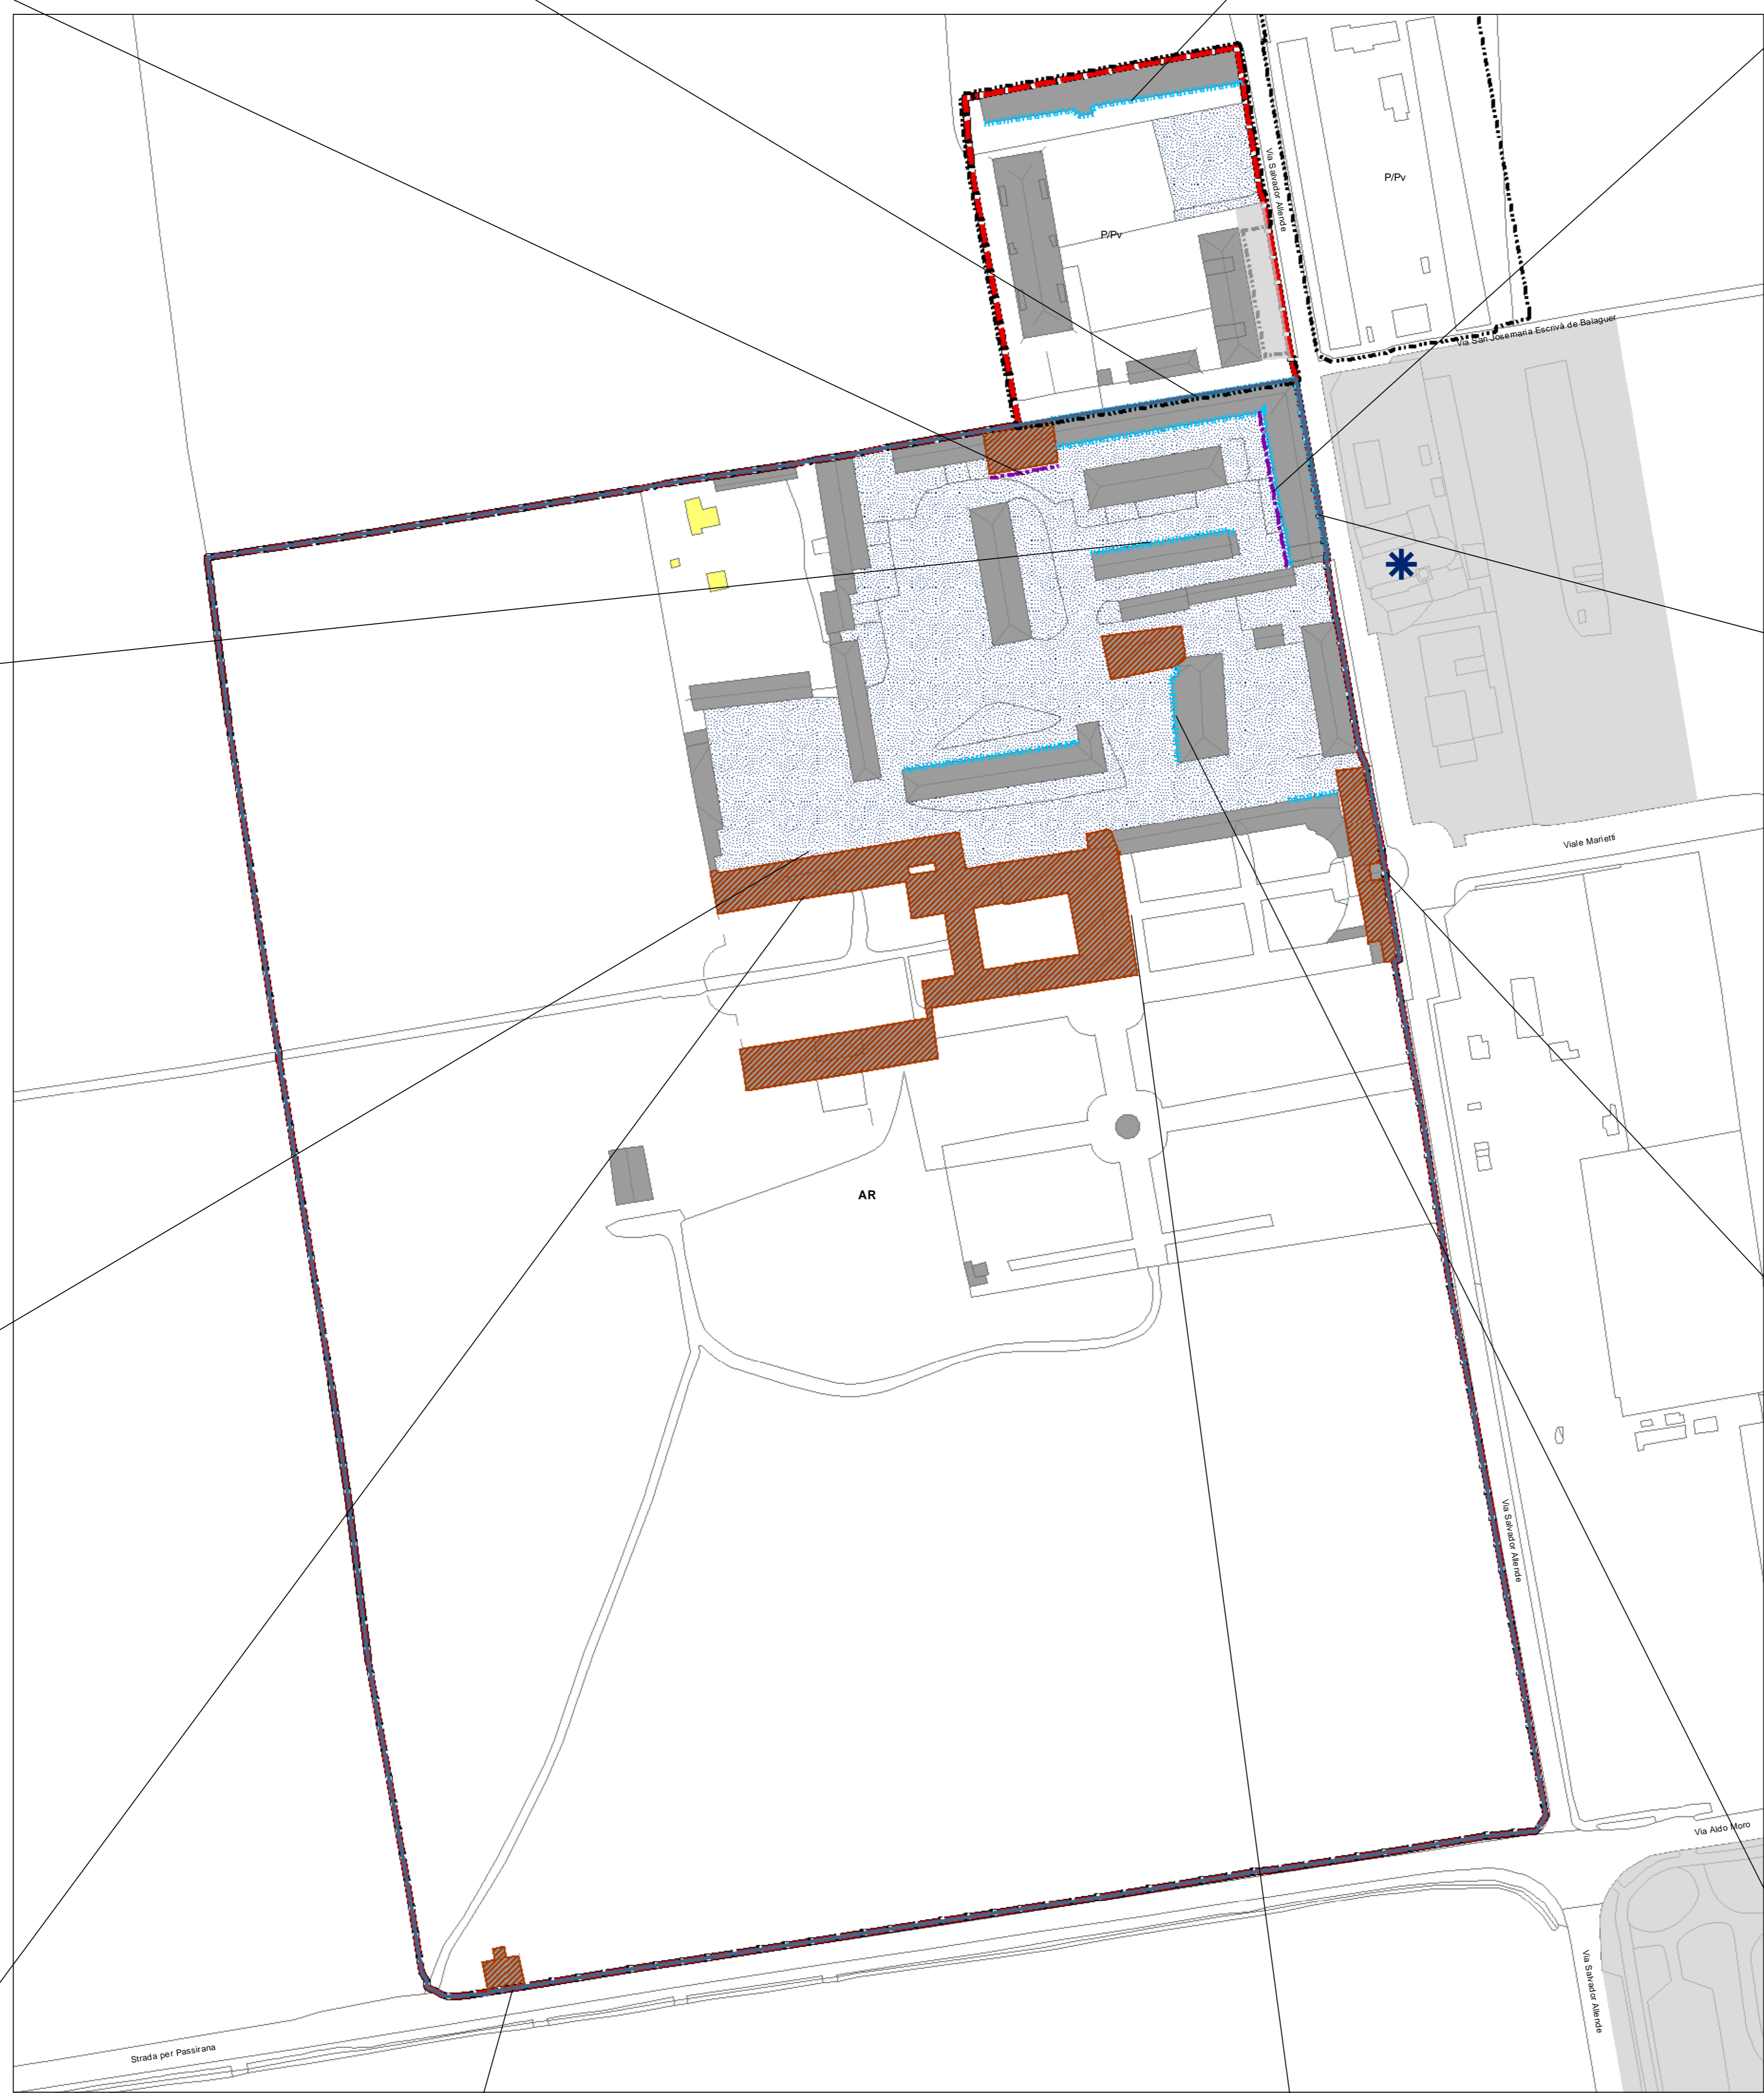 Via Salvador Allende
P/Pv
P/Pv
Via San Josemaria Escrivà de Balaguer
Viale Marietti
AR
Via Salvador Allende
Via Aldo Moro
Via Salvador Allende
Strada per Passirana